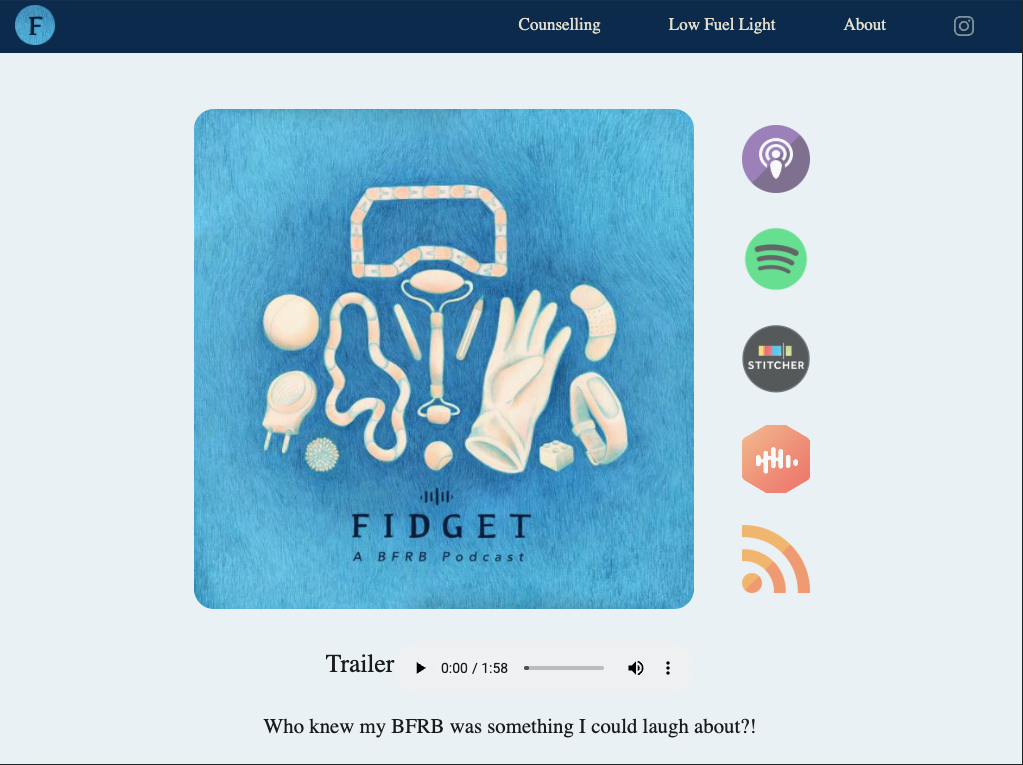 F
Counselling Low Fuel Light About
STITCHER
FIDGET
A BFRB Podcast
Trailer 0:00 / 1:58
Who knew my BFRB was something I could laugh about?!